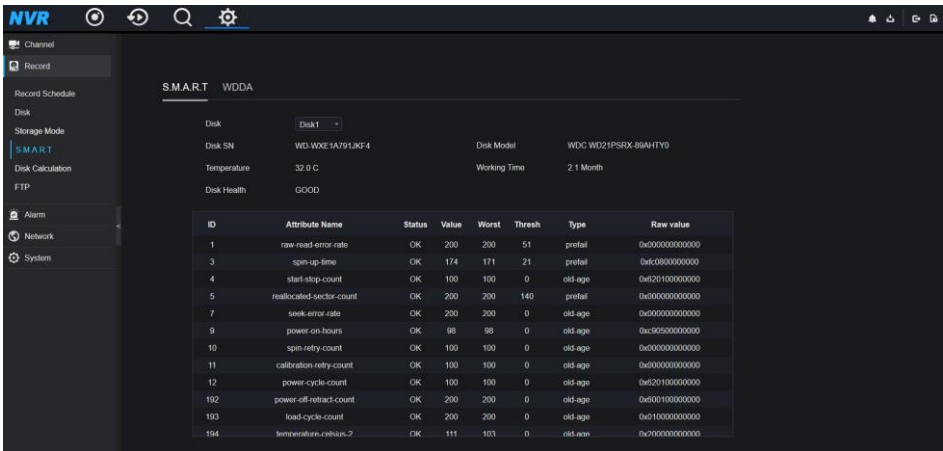 NVR
Channel
Record
Record Schedule
Disk
Storage Mode
S.M.A.R.T
Disk Calculation
FTP
Alarm
Network
System
S.M.A.R.T WDDA
Disk Disk1
Disk SN WD-WXE1A791JKF4 Disk Model WDC WD21PSRX-89AHTY0
Temperature 32.0 C Working Time 2.1 Month
Disk Health GOOD
ID Attribute Name Status Value Worst Thresh Type Raw value
1 raw-read-error-rate OK 200 200 51 prefail 0x000000000000
3 spin-up-time OK 174 171 21 prefail 0xfc0800000000
4 start-stop-count OK 100 100 0 old-age 0x620100000000
5 reallocated-sector-count OK 200 200 140 prefail 0x000000000000
7 seek-error-rate OK 200 200 0 old-age 0x000000000000
9 power-on-hours OK 98 98 0 old-age 0xc90500000000
10 spin-retry-count OK 100 100 0 old-age 0x000000000000
11 calibration-retry-count OK 100 100 0 old-age 0x000000000000
12 power-cycle-count OK 100 100 0 old-age 0x620100000000
192 power-off-retract-count OK 200 200 0 old-age 0x600100000000
193 load-cycle-count OK 200 200 0 old-age 0x010000000000
194 temperature-celsius-2 OK 111 103 0 old-age 0x200000000000